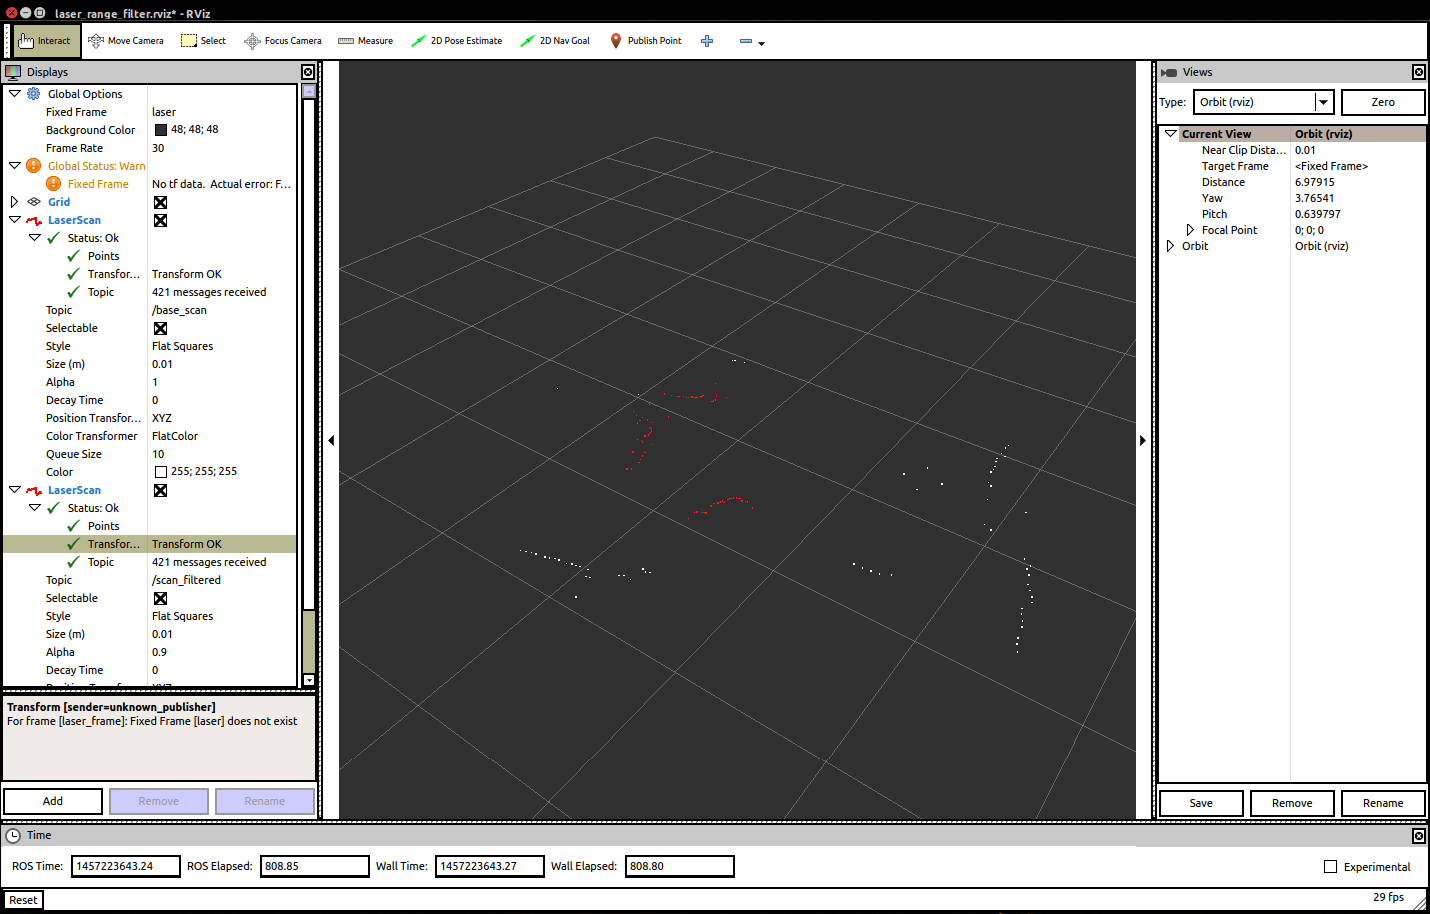 laser_range_filter.rviz* - RViz
Interact Move Camera Select Focus Camera Measure 2D Pose Estimate 2D Nav Goal Publish Point
Displays
Global Options
Fixed Frame laser
Background Color 48; 48; 48
Frame Rate 30
Global Status: Warn
Fixed Frame No tf data. Actual error: F...
Grid
LaserScan
Status: Ok
Points
Transfor... Transform OK
Topic 421 messages received
Topic /base_scan
Selectable
Style Flat Squares
Size (m) 0.01
Alpha 1
Decay Time 0
Position Transfor... XYZ
Color Transformer FlatColor
Queue Size 10
Color 255; 255; 255
LaserScan
Status: Ok
Points
Transfor... Transform OK
Topic 421 messages received
Topic /scan_filtered
Selectable
Style Flat Squares
Size (m) 0.01
Alpha 0.9
Decay Time 0
Transform [sender=unknown_publisher]
For frame [laser_frame]: Fixed Frame [laser] does not exist
Add Remove Rename
Views
Type: Orbit (rviz) Zero
Current View Orbit (rviz)
Near Clip Dista... 0.01
Target Frame <Fixed Frame>
Distance 6.97915
Yaw 3.76541
Pitch 0.639797
Focal Point 0; 0; 0
Orbit Orbit (rviz)
Save Remove Rename
Time
ROS Time: 1457223643.24 ROS Elapsed: 808.85 Wall Time: 1457223643.27 Wall Elapsed: 808.80 Experimental
Reset 29 fps